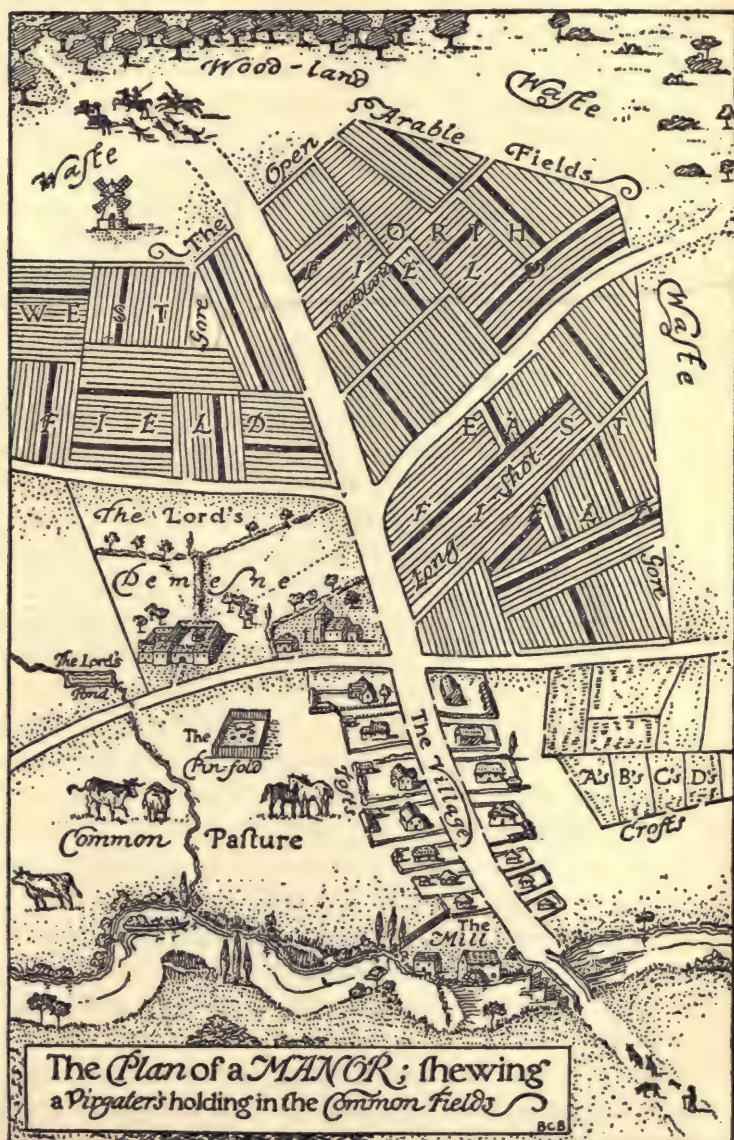 Wood-land
Waſte
Waſte
The Open Arable Fields
NORTH
FIELD
Headland
WEST
FIELD
Gore
Waſte
EAST
FIELD
Long Shot
Gore
The Lord's
Demeſne
The Lord's
Pond
The
Pin-fold
Tofts
The Village
A's B's C's D's
Crofts
Common Paſture
The
Mill
The Plan of a MANOR; ſhewing
a Virgater's holding in the Common Fields
BCB